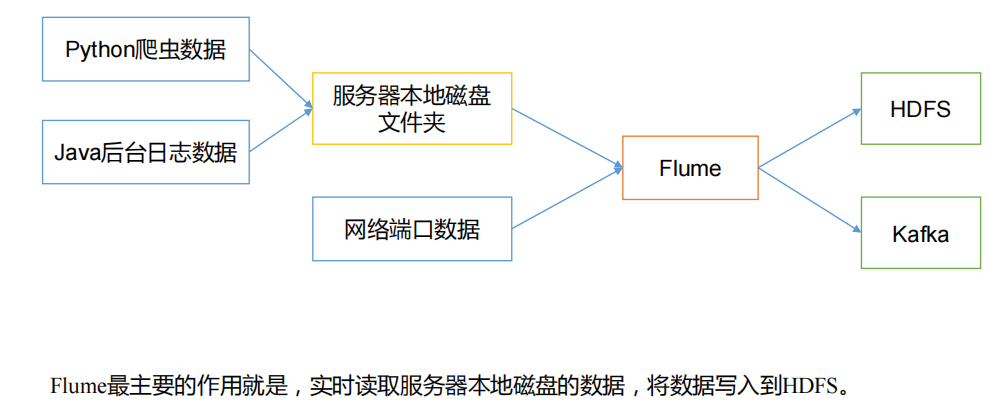 Python爬虫数据
Java后台日志数据
服务器本地磁盘
文件夹
网络端口数据
Flume
HDFS
Kafka
Flume最主要的作用就是，实时读取服务器本地磁盘的数据，将数据写入到HDFS。